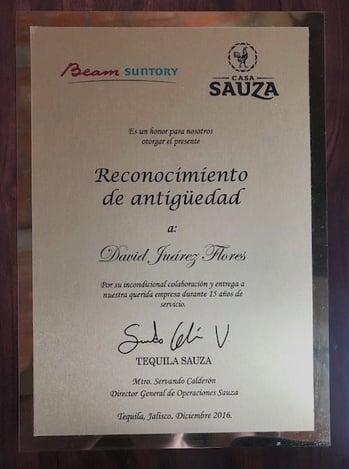 Beam SUNTORY
CASA
SAUZA
Es un honor para nosotros
otorgar el presente
Reconocimiento
de antigüedad
a:
David Juárez Flores
Por su incondicional colaboración y entrega a
nuestra querida empresa durante 15 años de
servicio.
TEQUILA SAUZA
Mtro. Servando Calderón
Director General de Operaciones Sauza
Tequila, Jalisco. Diciembre 2016.